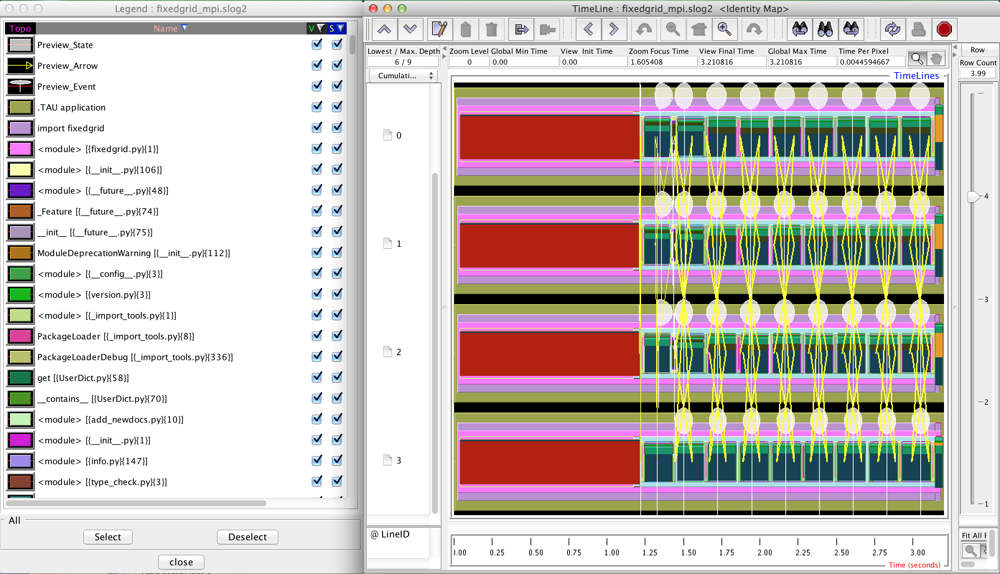 Legend : fixedgrid_mpi.slog2
Topo Name V S
Preview_State
Preview_Arrow
Preview_Event
.TAU application
import fixedgrid
<module> [{fixedgrid.py}{1}]
<module> [{__init__.py}{106}]
<module> [{__future__.py}{48}]
_Feature [{__future__.py}{74}]
__init__ [{__future__.py}{75}]
ModuleDeprecationWarning [{__init__.py}{112}]
<module> [{__config__.py}{3}]
<module> [{version.py}{3}]
<module> [{_import_tools.py}{1}]
PackageLoader [{_import_tools.py}{8}]
PackageLoaderDebug [{_import_tools.py}{336}]
get [{UserDict.py}{58}]
__contains__ [{UserDict.py}{70}]
<module> [{add_newdocs.py}{10}]
<module> [{__init__.py}{1}]
<module> [{info.py}{147}]
<module> [{type_check.py}{3}]
All
Select Deselect
close
TimeLine : fixedgrid_mpi.slog2 <Identity Map>
Lowest / Max. Depth Zoom Level Global Min Time View Init Time Zoom Focus Time View Final Time Global Max Time Time Per Pixel
6 / 9 0 0.00 0.00 1.605408 3.210816 3.210816 0.0044594667
Row
Row Count
3.99
Cumulati...
TimeLines
0
1
2
3
4
3
2
1
@ LineID
0.25 0.50 0.75 1.00 1.25 1.50 1.75 2.00 2.25 2.50 2.75 3.00
Time (seconds)
Fit All